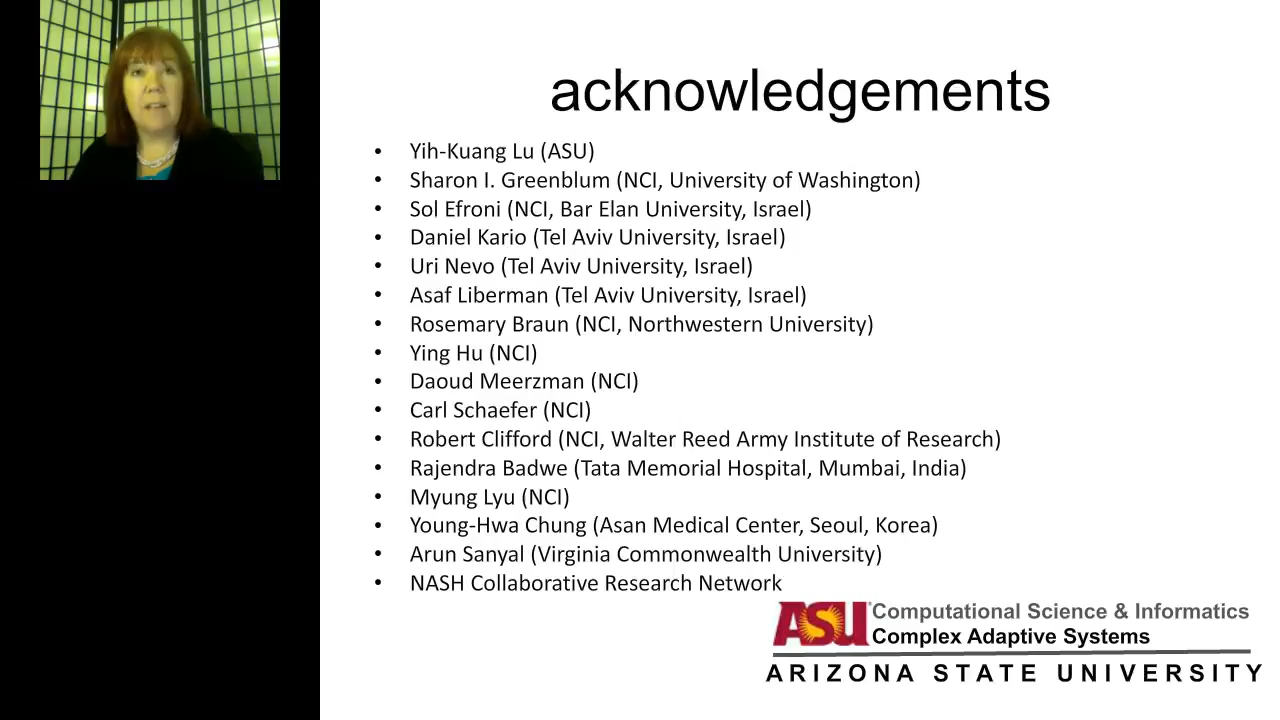 acknowledgements
• Yih-Kuang Lu (ASU)
• Sharon I. Greenblum (NCI, University of Washington)
• Sol Efroni (NCI, Bar Elan University, Israel)
• Daniel Kario (Tel Aviv University, Israel)
• Uri Nevo (Tel Aviv University, Israel)
• Asaf Liberman (Tel Aviv University, Israel)
• Rosemary Braun (NCI, Northwestern University)
• Ying Hu (NCI)
• Daoud Meerzman (NCI)
• Carl Schaefer (NCI)
• Robert Clifford (NCI, Walter Reed Army Institute of Research)
• Rajendra Badwe (Tata Memorial Hospital, Mumbai, India)
• Myung Lyu (NCI)
• Young-Hwa Chung (Asan Medical Center, Seoul, Korea)
• Arun Sanyal (Virginia Commonwealth University)
• NASH Collaborative Research Network
ASU Computational Science & Informatics
Complex Adaptive Systems
ARIZONA STATE UNIVERSITY